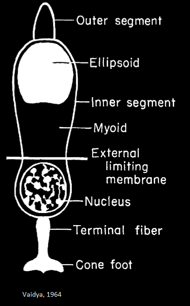 Outer segment
Ellipsoid
Inner segment
Myoid
External
limiting
membrane
Nucleus
Terminal fiber
Cone foot
Vaidya, 1964